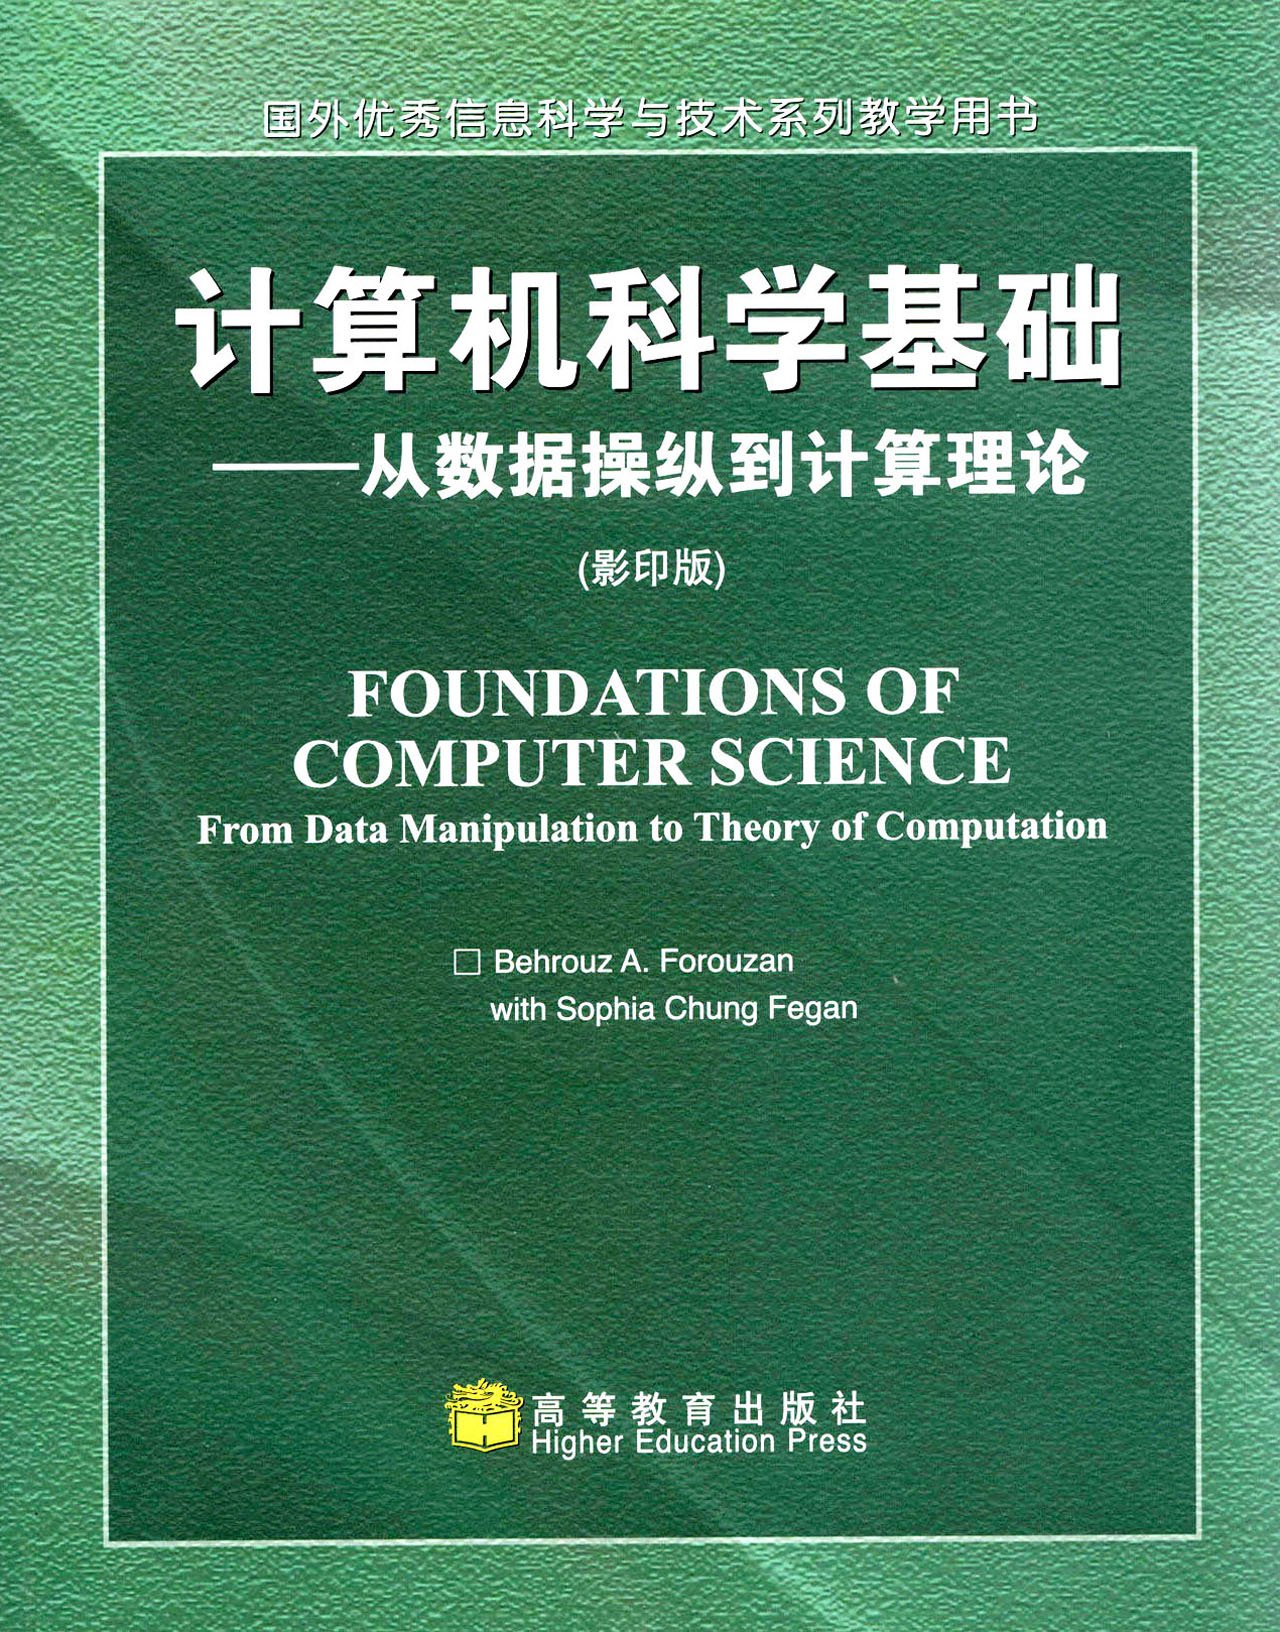 国外优秀信息科学与技术系列教学用书
计算机科学基础
——从数据操纵到计算理论
(影印版)
FOUNDATIONS OF
COMPUTER SCIENCE
From Data Manipulation to Theory of Computation
□ Behrouz A. Forouzan
with Sophia Chung Fegan
高等教育出版社
Higher Education Press